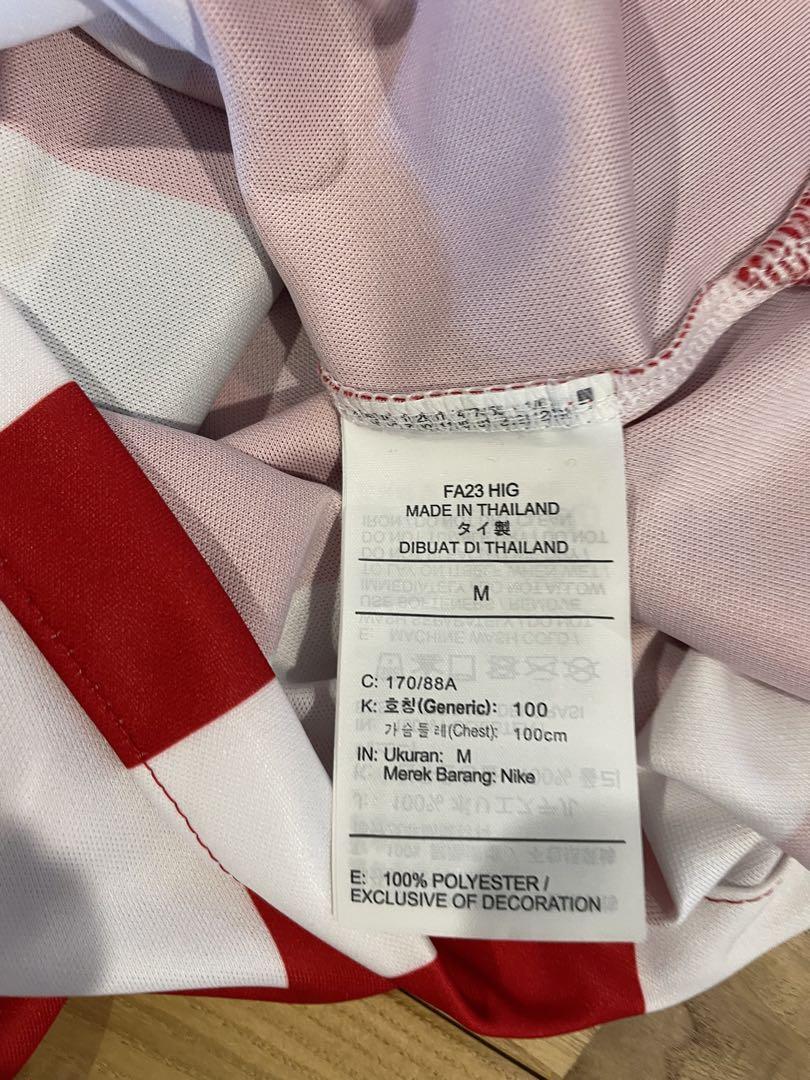 FA23 HIG
MADE IN THAILAND
タイ製
DIBUAT DI THAILAND
M
C: 170/88A
K: 호칭(Generic): 100
가슴둘레(Chest): 100cm
IN: Ukuran: M
Merek Barang: Nike
E: 100% POLYESTER /
EXCLUSIVE OF DECORATION